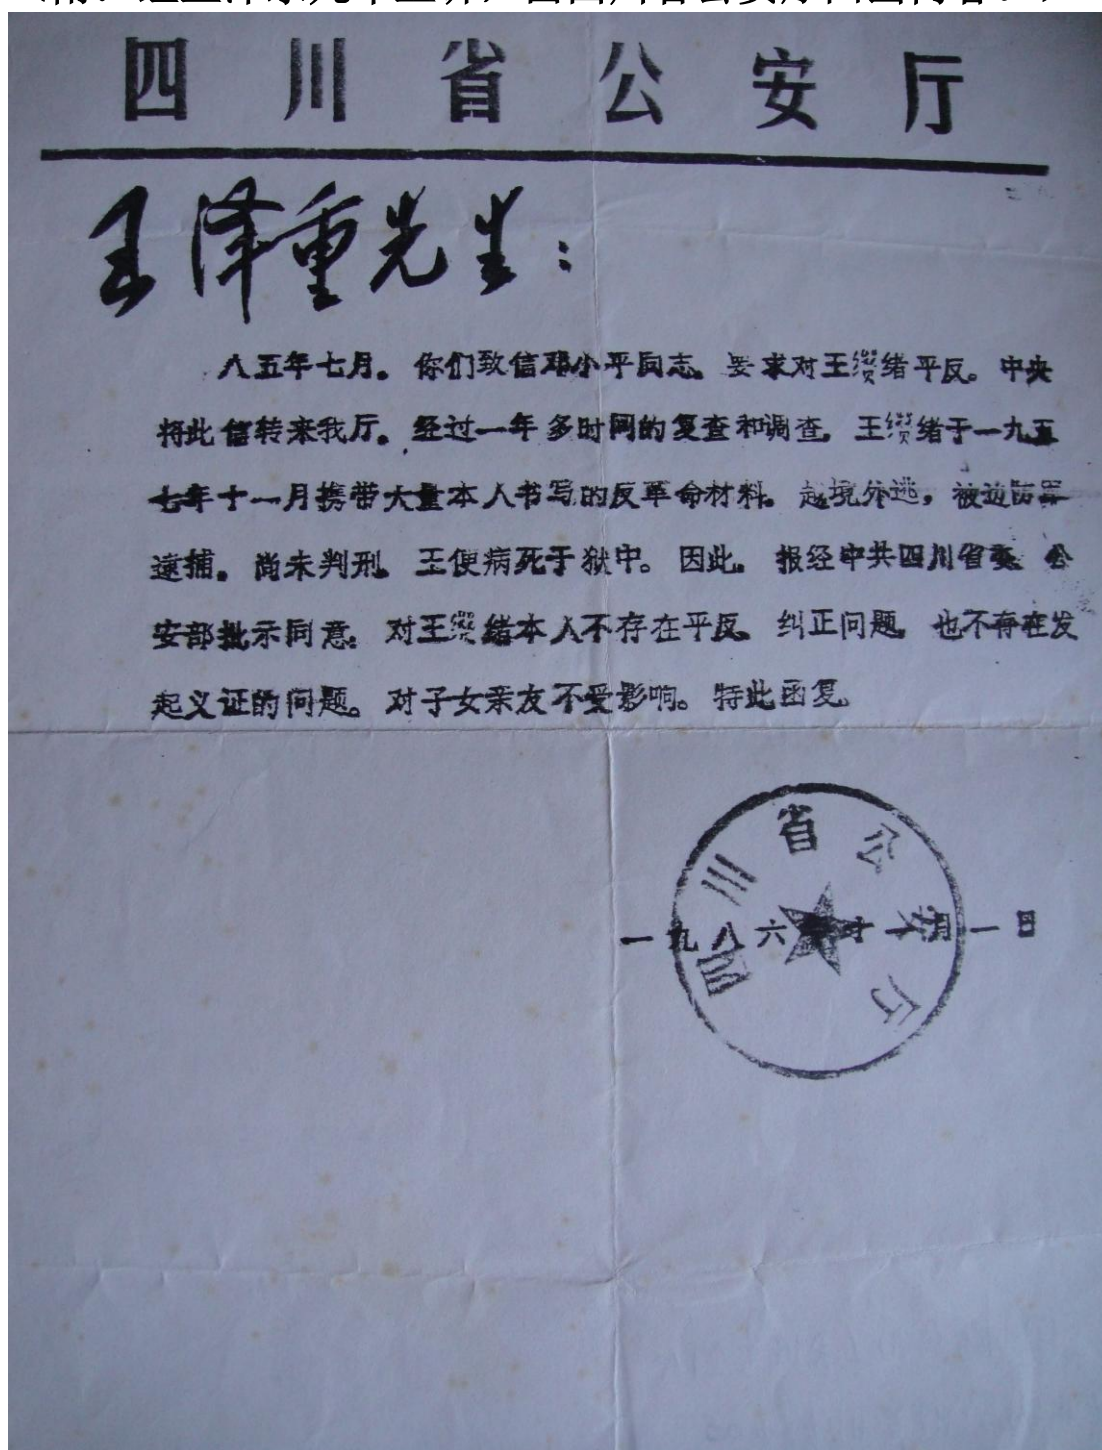 四川省公安厅
王泽重先生：
八五年七月。你们致信邓小平同志。要求对王缵绪平反。中央
将此信转来我厅。经过一年多时间的复查和调查。王缵绪于一九五
七年十一月携带大量本人书写的反革命材料。越境外逃，被边防军
逮捕。尚未判刑。王便病死于狱中。因此。报经中共四川省委 公
安部批示同意：对王缵绪本人不存在平反。纠正问题。也不存在发
起义证的问题。对子女亲友不受影响。特此函复。
四川省公安厅
一九八六年十一月一日